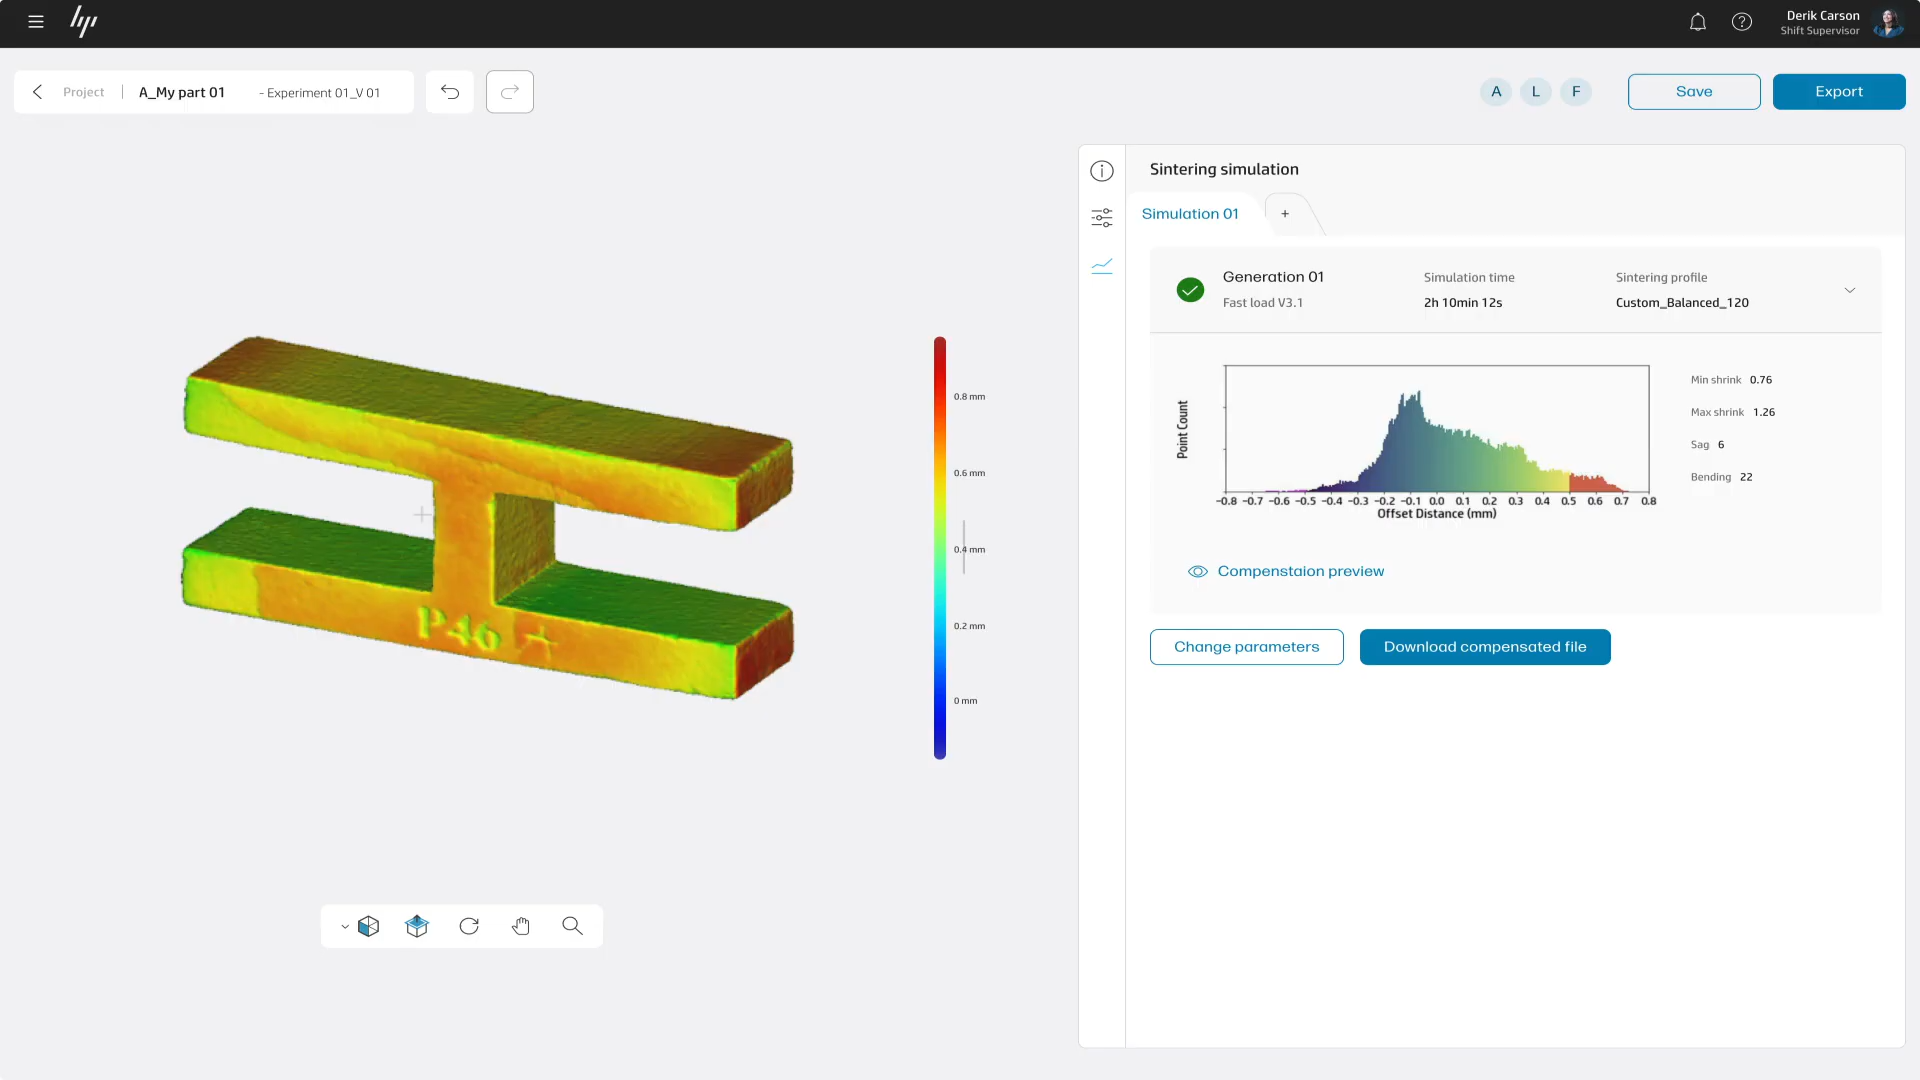 hp
Derik Carson
Shift Supervisor
Project
A_My part 01
- Experiment 01_V 01
A
L
F
Save
Export
Sintering simulation
Simulation 01
+
Generation 01
Fast load V3.1
Simulation time
2h 10min 12s
Sintering profile
Custom_Balanced_120
Point Count
−0.8 −0.7 −0.6 −0.5 −0.4 −0.3 −0.2 −0.1 0.0 0.1 0.2 0.3 0.4 0.5 0.6 0.7 0.8
Offset Distance (mm)
Min shrink 0.76
Max shrink 1.26
Sag 6
Bending 22
Compenstaion preview
Change parameters
Download compensated file
0.8 mm
0.6 mm
0.4 mm
0.2 mm
0 mm
P46